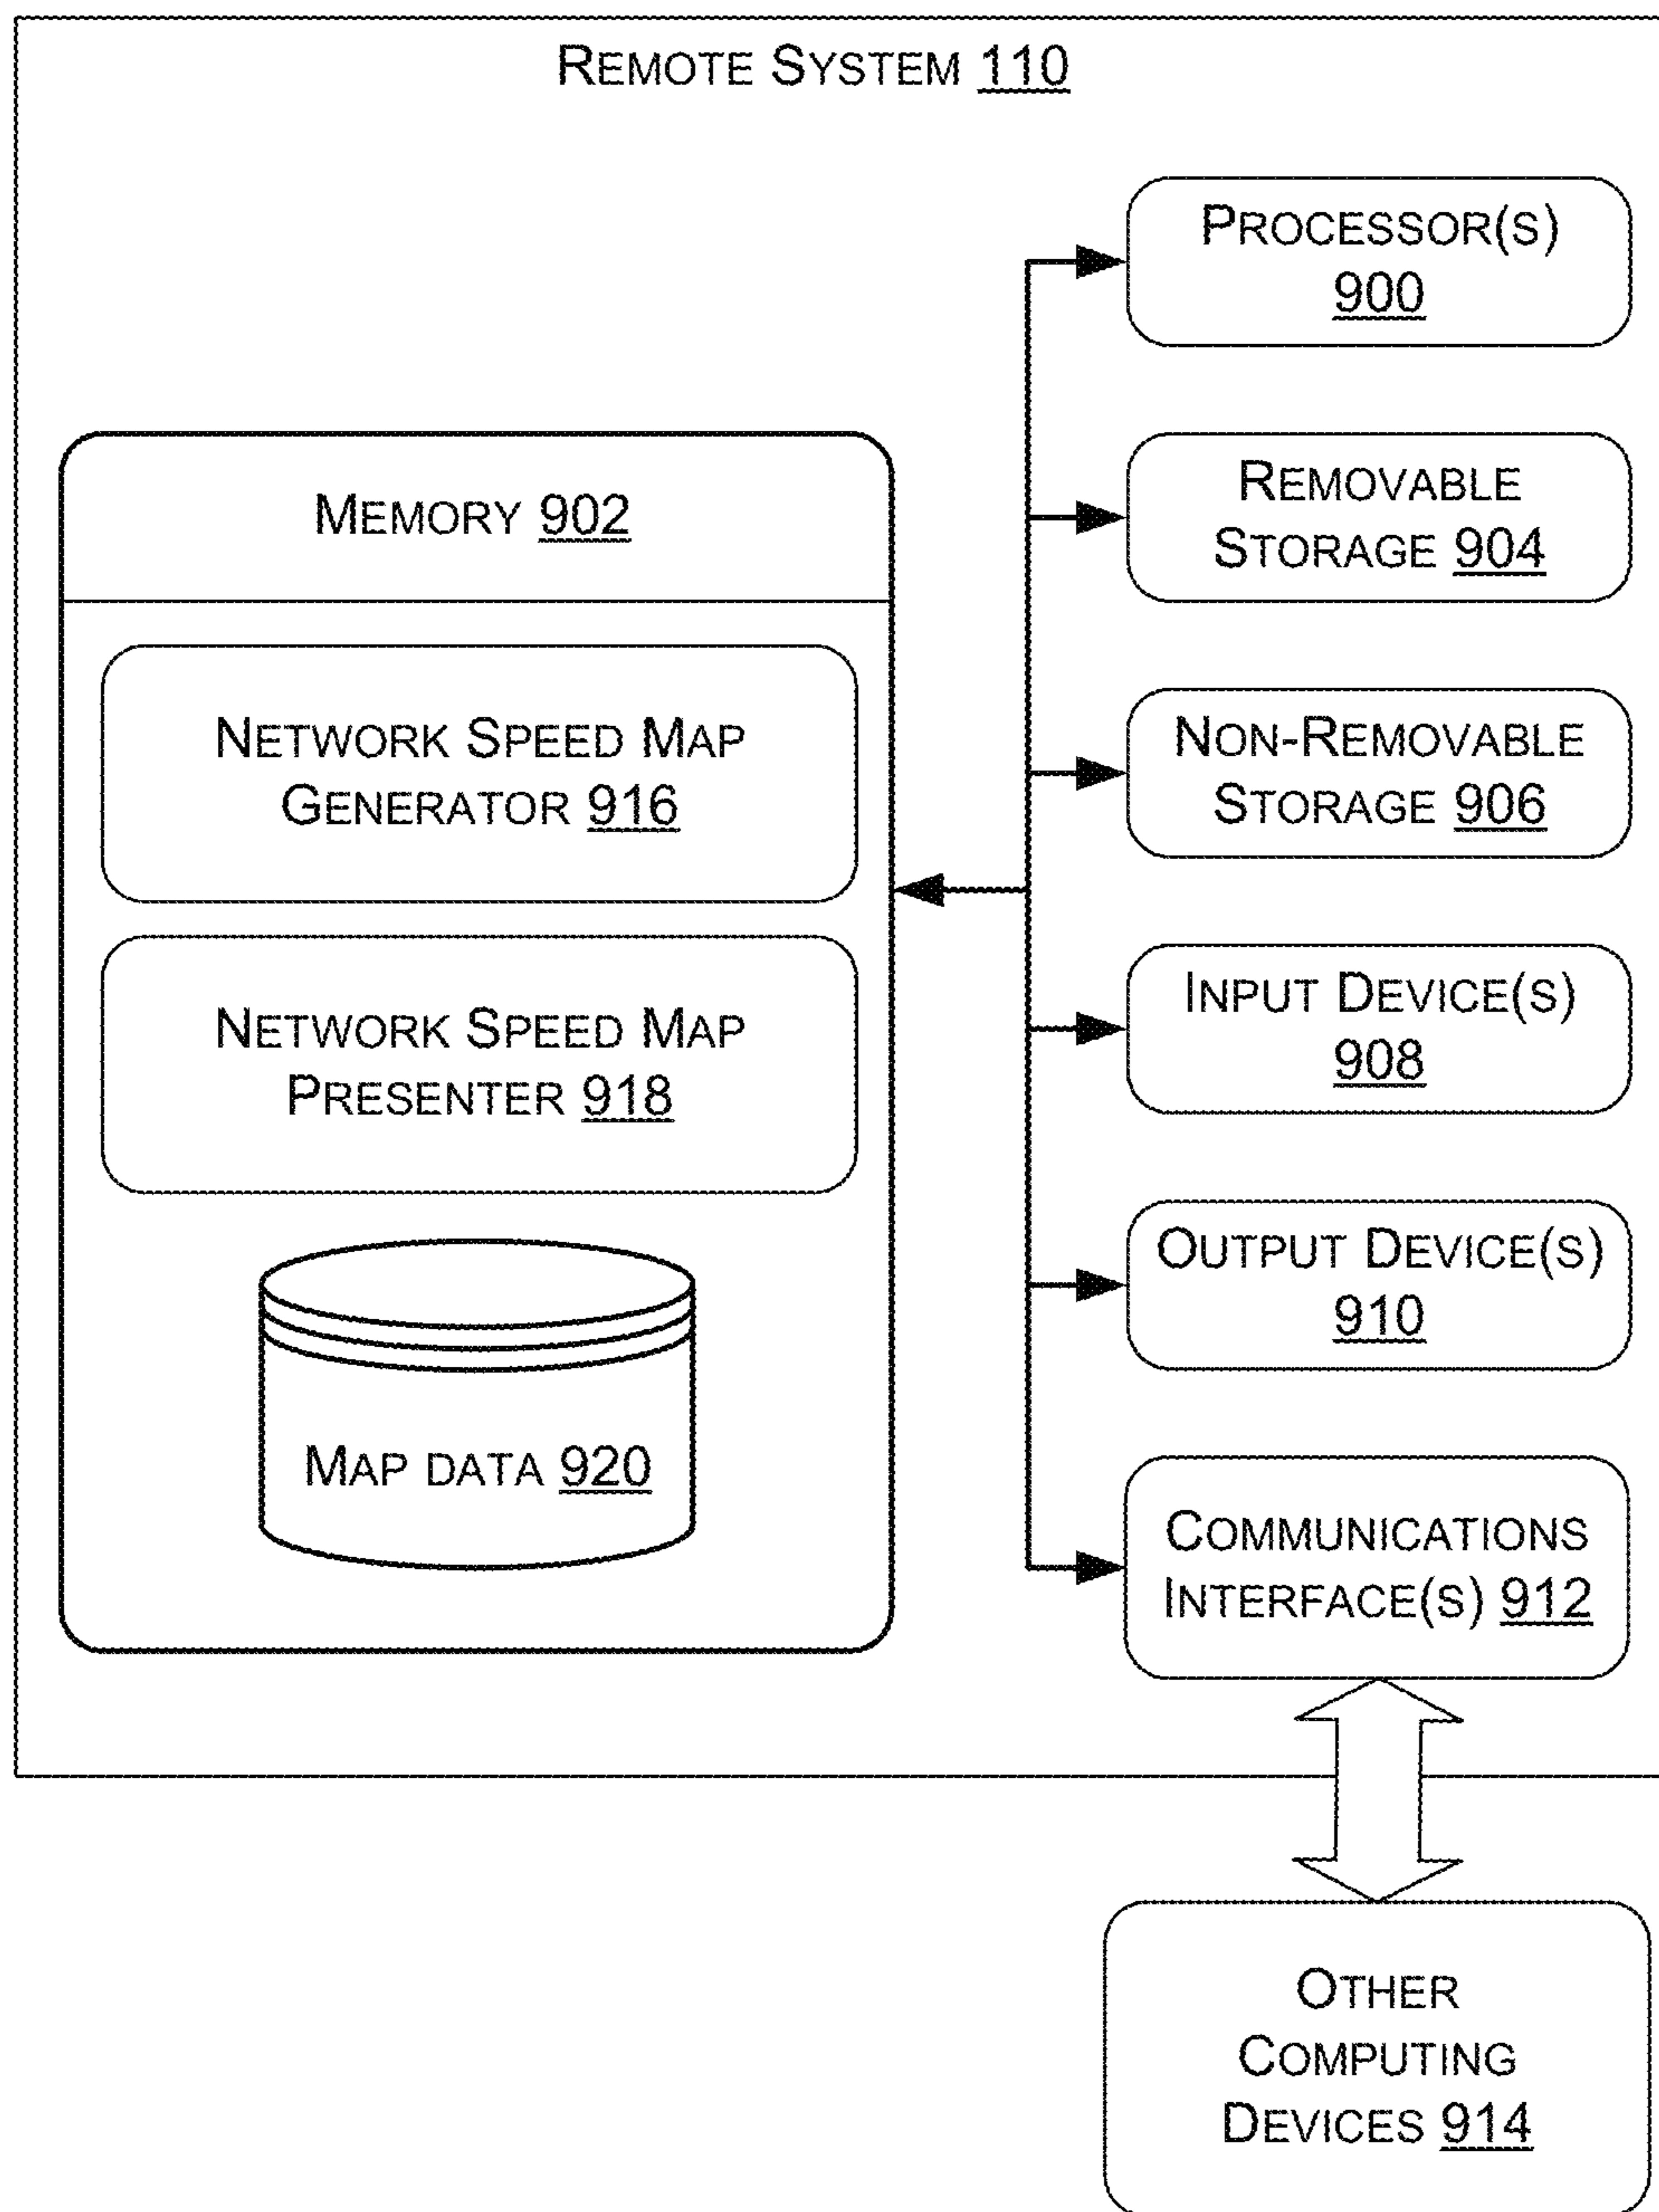 REMOTE SYSTEM 110
PROCESSOR(S)
900
REMOVABLE
STORAGE 904
NON-REMOVABLE
STORAGE 906
INPUT DEVICE(S)
908
OUTPUT DEVICE(S)
910
COMMUNICATIONS
INTERFACE(S) 912
MEMORY 902
NETWORK SPEED MAP
GENERATOR 916
NETWORK SPEED MAP
PRESENTER 918
MAP DATA 920
OTHER
COMPUTING
DEVICES 914